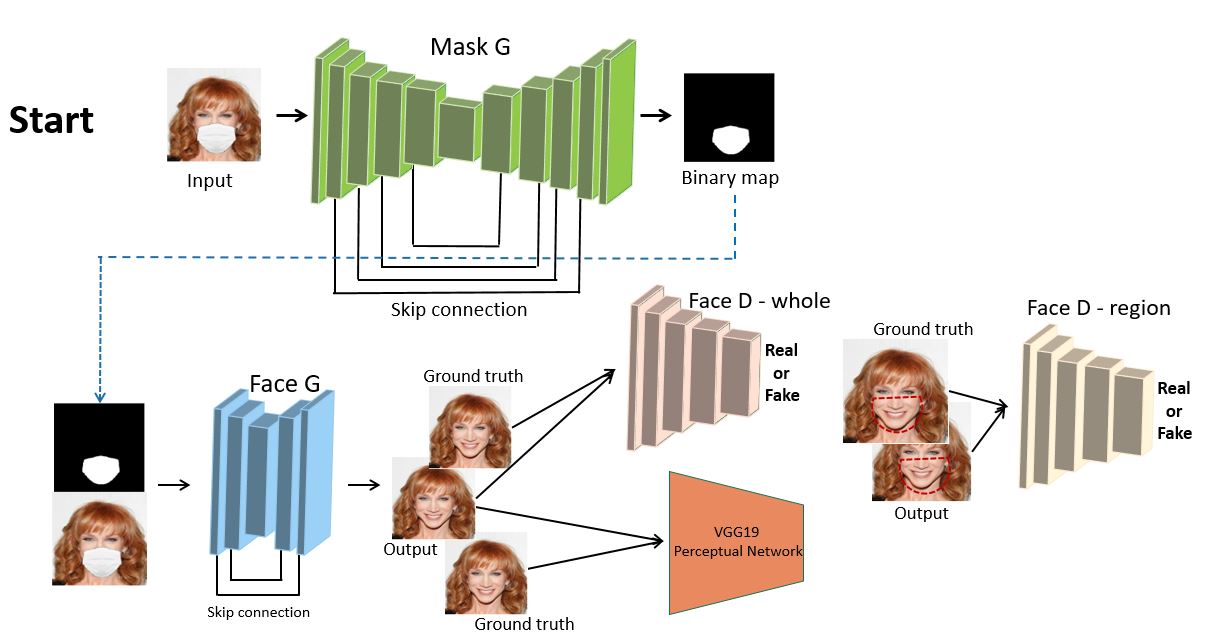 Mask G
Start
Input
Binary map
Skip connection
Face D - whole
Face D - region
Ground truth
Real
or
Fake
Face G
Ground truth
Real
or
Fake
Output
Output
VGG19
Perceptual Network
Skip connection
Ground truth